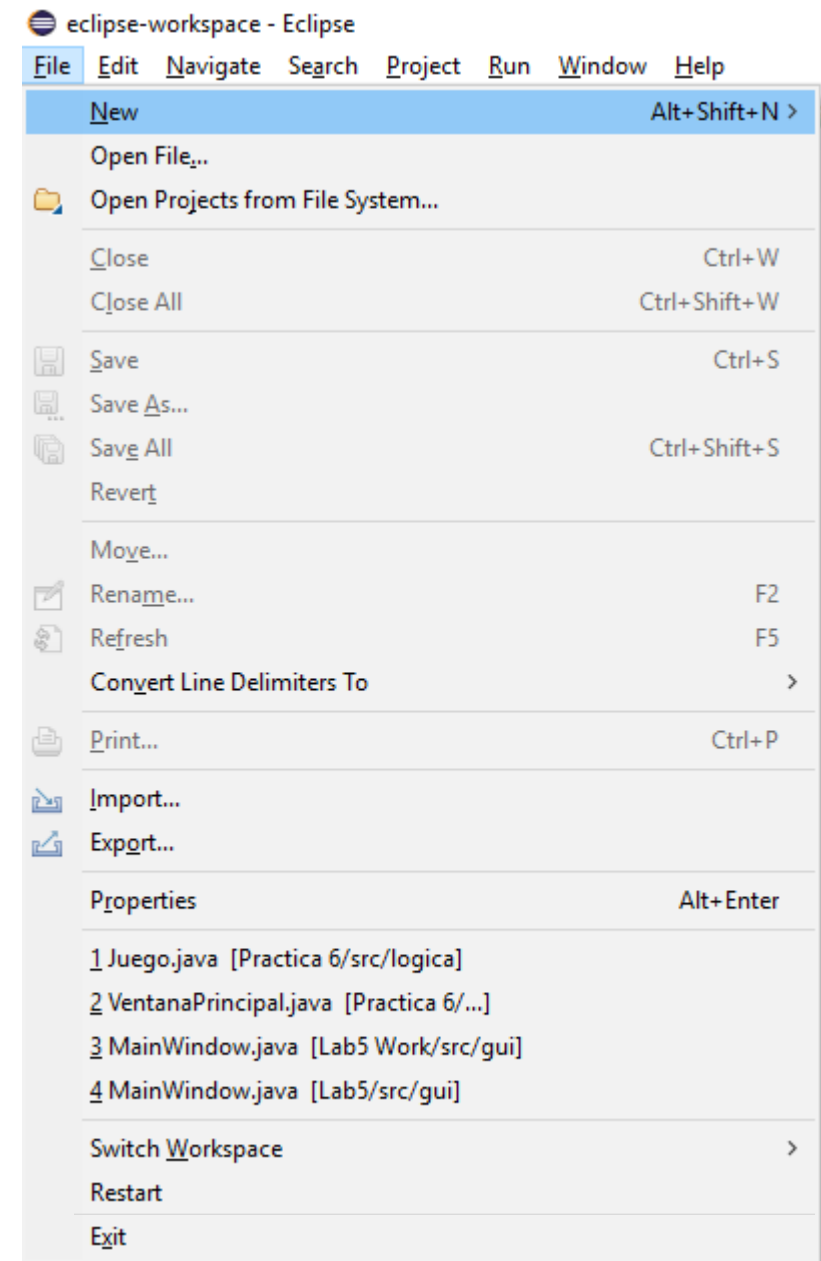 eclipse-workspace - Eclipse
File Edit Navigate Search Project Run Window Help
New Alt+Shift+N >
Open File...
Open Projects from File System...
Close Ctrl+W
Close All Ctrl+Shift+W
Save Ctrl+S
Save As...
Save All Ctrl+Shift+S
Revert
Move...
Rename... F2
Refresh F5
Convert Line Delimiters To >
Print... Ctrl+P
Import...
Export...
Properties Alt+Enter
1 Juego.java [Practica 6/src/logica]
2 VentanaPrincipal.java [Practica 6/...]
3 MainWindow.java [Lab5 Work/src/gui]
4 MainWindow.java [Lab5/src/gui]
Switch Workspace >
Restart
Exit